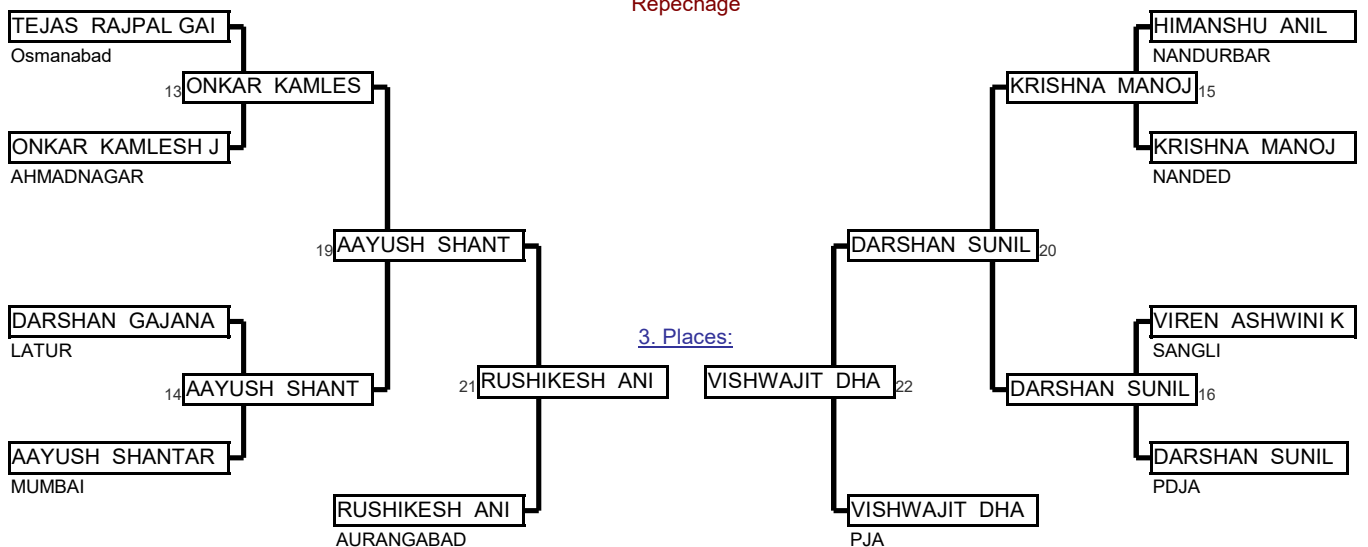 Repechage
TEJAS RAJPAL GAI
Osmanabad
13 ONKAR KAMLES
ONKAR KAMLESH J
AHMADNAGAR
19 AAYUSH SHANT
DARSHAN GAJANA
LATUR
14 AAYUSH SHANT
AAYUSH SHANTAR
MUMBAI
3. Places:
21 RUSHIKESH ANI
RUSHIKESH ANI
AURANGABAD
HIMANSHU ANIL
NANDURBAR
KRISHNA MANOJ 15
KRISHNA MANOJ
NANDED
DARSHAN SUNIL 20
VIREN ASHWINI K
SANGLI
VISHWAJIT DHA 22
DARSHAN SUNIL 16
DARSHAN SUNIL
PDJA
VISHWAJIT DHA
PJA